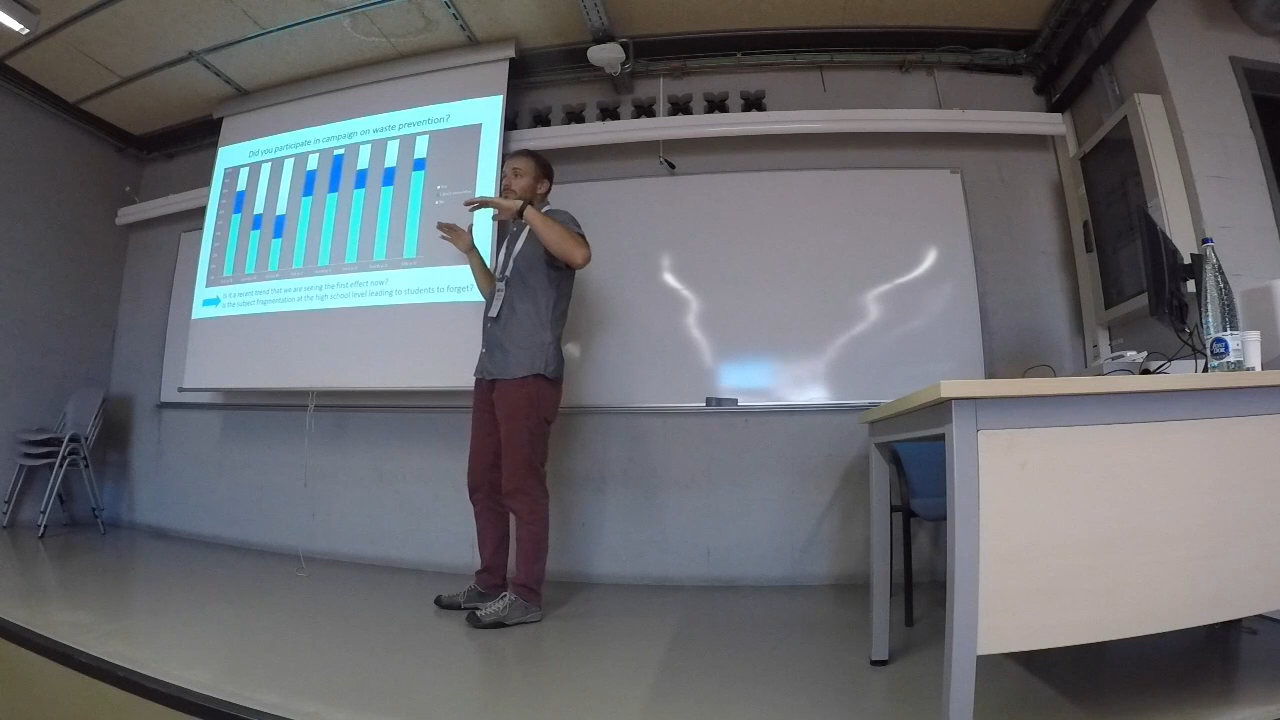 Did you participate in campaign on waste prevention?
Is it a recent trend that we are seeing the first effect now?
Is the subject fragmentation at the high school level leading to students to forget?